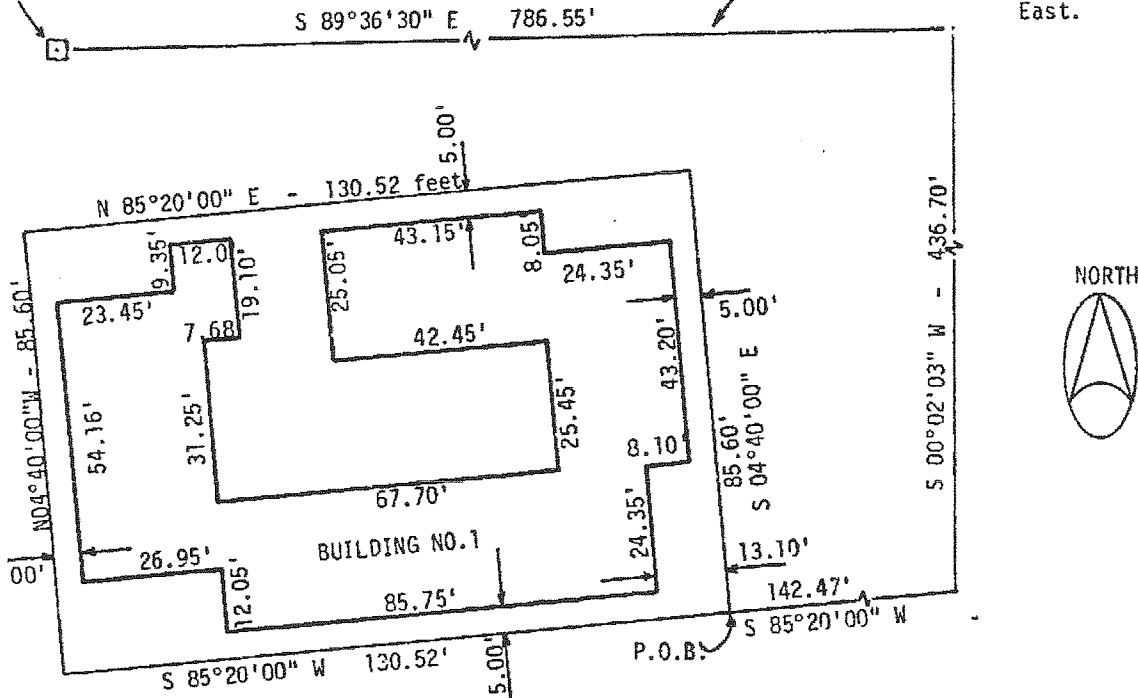 S 89°36'30" E 786.55'
East.
5.00'
N 85°20'00" E - 130.52 feet
43.15'
8.05'
9.35'
12.0
19.10'
25.05'
24.35'
23.45'
7.68
42.45'
5.00'
NORTH
N04°40'00"W - 85.60'
54.16'
31.25'
25.45'
43.20'
8.10'
85.60'
S 04°40'00" E
S 00°02'03" W - 436.70'
67.70'
24.35'
BUILDING NO.1
13.10'
00'
26.95'
12.05'
85.75'
142.47'
S 85°20'00" W
P.O.B.
S 85°20'00" W 130.52'
5.00'